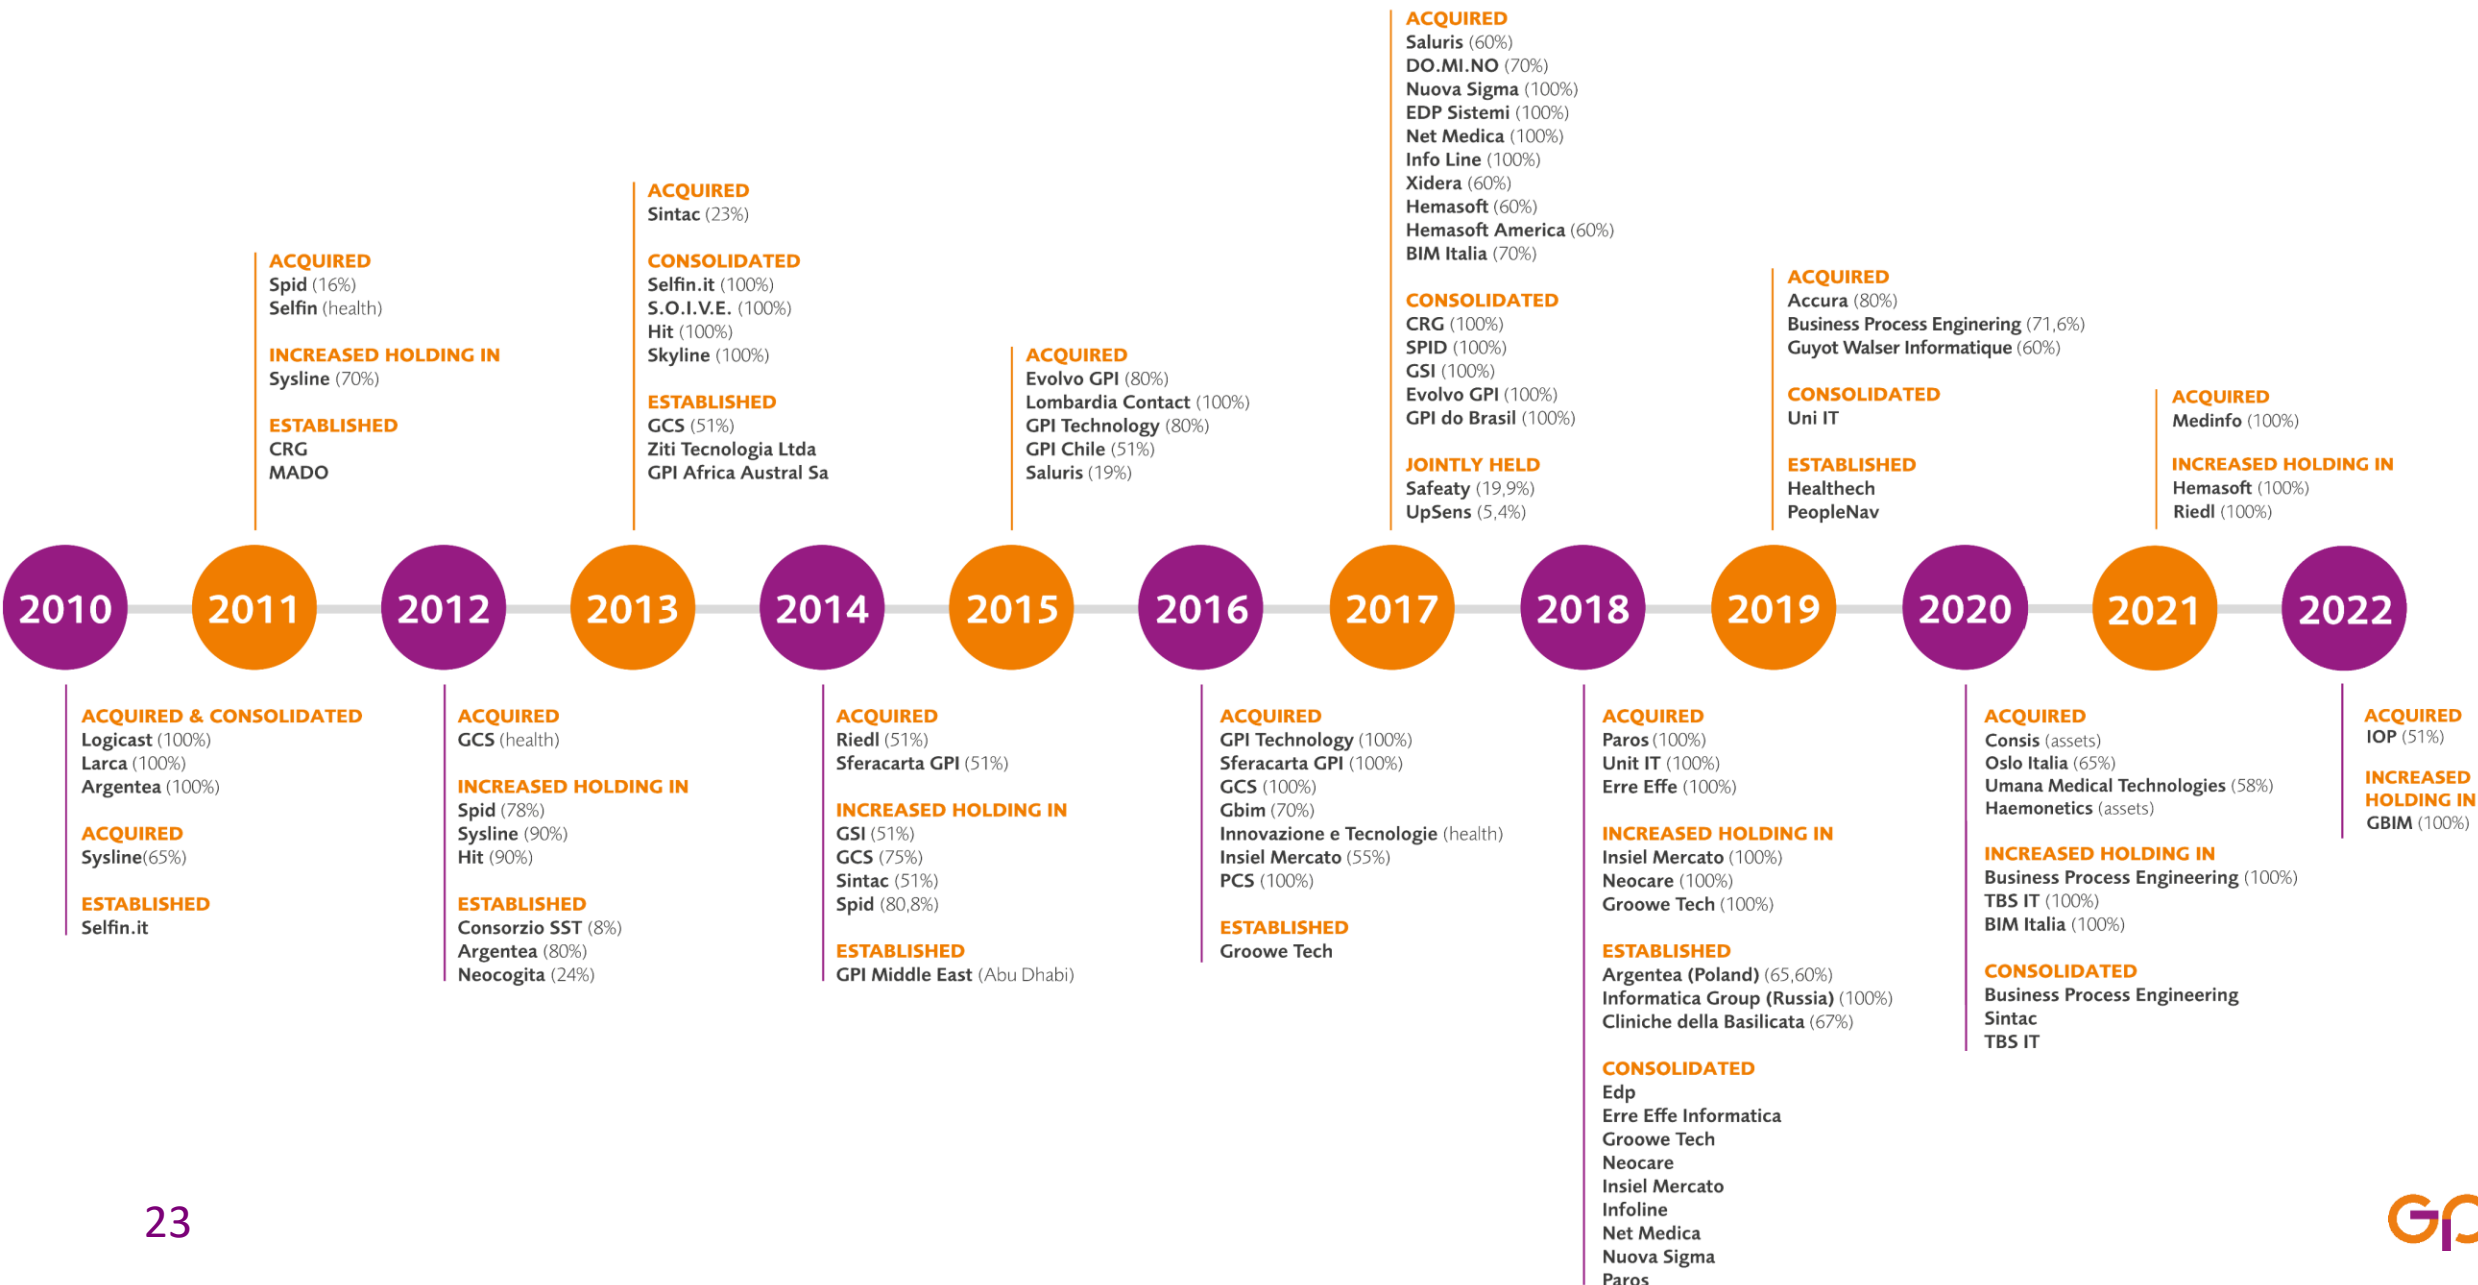 ACQUIRED
Saluris (60%)
DO.MI.NO (70%)
Nuova Sigma (100%)
EDP Sistemi (100%)
Net Medica (100%)
Info Line (100%)
Xidera (60%)
Hemasoft (60%)
Hemasoft America (60%)
BIM Italia (70%)
CONSOLIDATED
CRG (100%)
SPID (100%)
GSI (100%)
Evolvo GPI (100%)
GPI do Brasil (100%)
JOINTLY HELD
Safeaty (19,9%)
UpSens (5,4%)
ACQUIRED
Spid (16%)
Selfin (health)
INCREASED HOLDING IN
Sysline (70%)
ESTABLISHED
CRG
MADO
ACQUIRED
Sintac (23%)
CONSOLIDATED
Selfin.it (100%)
S.O.I.V.E. (100%)
Hit (100%)
Skyline (100%)
ESTABLISHED
GCS (51%)
Ziti Tecnologia Ltda
GPI Africa Austral Sa
ACQUIRED
Evolvo GPI (80%)
Lombardia Contact (100%)
GPI Technology (80%)
GPI Chile (51%)
Saluris (19%)
ACQUIRED
Accura (80%)
Business Process Enginering (71,6%)
Guyot Walser Informatique (60%)
CONSOLIDATED
Uni IT
ESTABLISHED
Healthech
PeopleNav
ACQUIRED
Medinfo (100%)
INCREASED HOLDING IN
Hemasoft (100%)
Riedl (100%)
2010 2011 2012 2013 2014 2015 2016 2017 2018 2019 2020 2021 2022
ACQUIRED & CONSOLIDATED
Logicast (100%)
Larca (100%)
Argentea (100%)
ACQUIRED
Sysline(65%)
ESTABLISHED
Selfin.it
ACQUIRED
GCS (health)
INCREASED HOLDING IN
Spid (78%)
Sysline (90%)
Hit (90%)
ESTABLISHED
Consorzio SST (8%)
Argentea (80%)
Neocogita (24%)
ACQUIRED
Riedl (51%)
Sferacarta GPI (51%)
INCREASED HOLDING IN
GSI (51%)
GCS (75%)
Sintac (51%)
Spid (80,8%)
ESTABLISHED
GPI Middle East (Abu Dhabi)
ACQUIRED
GPI Technology (100%)
Sferacarta GPI (100%)
GCS (100%)
Gbim (70%)
Innovazione e Tecnologie (health)
Insiel Mercato (55%)
PCS (100%)
ESTABLISHED
Groowe Tech
ACQUIRED
Paros (100%)
Unit IT (100%)
Erre Effe (100%)
INCREASED HOLDING IN
Insiel Mercato (100%)
Neocare (100%)
Groowe Tech (100%)
ESTABLISHED
Argentea (Poland) (65,60%)
Informatica Group (Russia) (100%)
Cliniche della Basilicata (67%)
CONSOLIDATED
Edp
Erre Effe Informatica
Groowe Tech
Neocare
Insiel Mercato
Infoline
Net Medica
Nuova Sigma
Paros
ACQUIRED
Consis (assets)
Oslo Italia (65%)
Umana Medical Technologies (58%)
Haemonetics (assets)
INCREASED HOLDING IN
Business Process Engineering (100%)
TBS IT (100%)
BIM Italia (100%)
CONSOLIDATED
Business Process Engineering
Sintac
TBS IT
ACQUIRED
IOP (51%)
INCREASED
HOLDING IN
GBIM (100%)
23